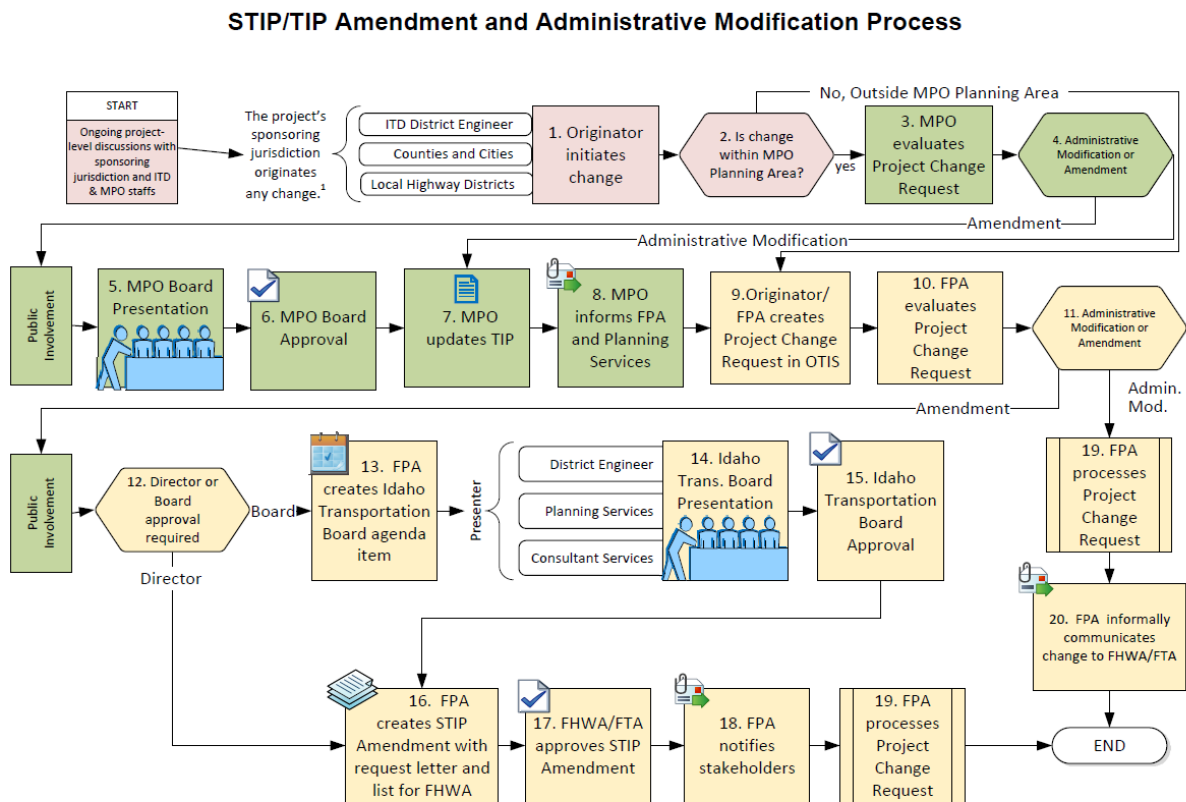 STIP/TIP Amendment and Administrative Modification Process
START
Ongoing project-
level discussions with
sponsoring
jurisdiction and ITD
& MPO staffs
The project's
sponsoring
jurisdiction
originates
any change.¹
ITD District Engineer
Counties and Cities
Local Highway Districts
1. Originator
initiates
change
2. Is change
within MPO
Planning Area?
No, Outside MPO Planning Area
yes
3. MPO
evaluates
Project Change
Request
4. Administrative
Modification or
Amendment
Amendment
Administrative Modification
Public
Involvement
5. MPO Board
Presentation
6. MPO Board
Approval
7. MPO
updates TIP
8. MPO
informs FPA
and Planning
Services
9.Originator/
FPA creates
Project Change
Request in OTIS
10. FPA
evaluates
Project
Change
Request
11. Administrative
Modification or
Amendment
Amendment
Admin.
Mod.
Public
Involvement
12. Director or
Board
approval
required
Board
Director
13. FPA
creates Idaho
Transportation
Board agenda
item
Presenter
District Engineer
Planning Services
Consultant Services
14. Idaho
Trans. Board
Presentation
15. Idaho
Transportation
Board
Approval
19. FPA
processes
Project
Change
Request
20. FPA informally
communicates
change to FHWA/FTA
16. FPA
creates STIP
Amendment with
request letter and
list for FHWA
17. FHWA/FTA
approves STIP
Amendment
18. FPA
notifies
stakeholders
19. FPA
processes
Project
Change
Request
END